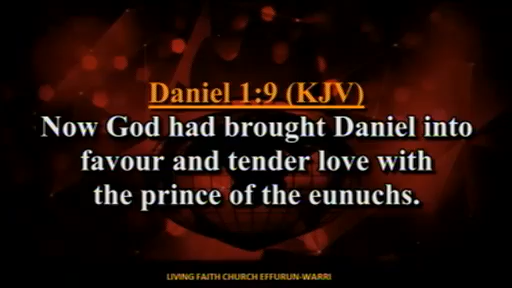 Daniel 1:9 (KJV)
Now God had brought Daniel into
favour and tender love with
the prince of the eunuchs.
LIVING FAITH CHURCH EFFURUN-WARRI